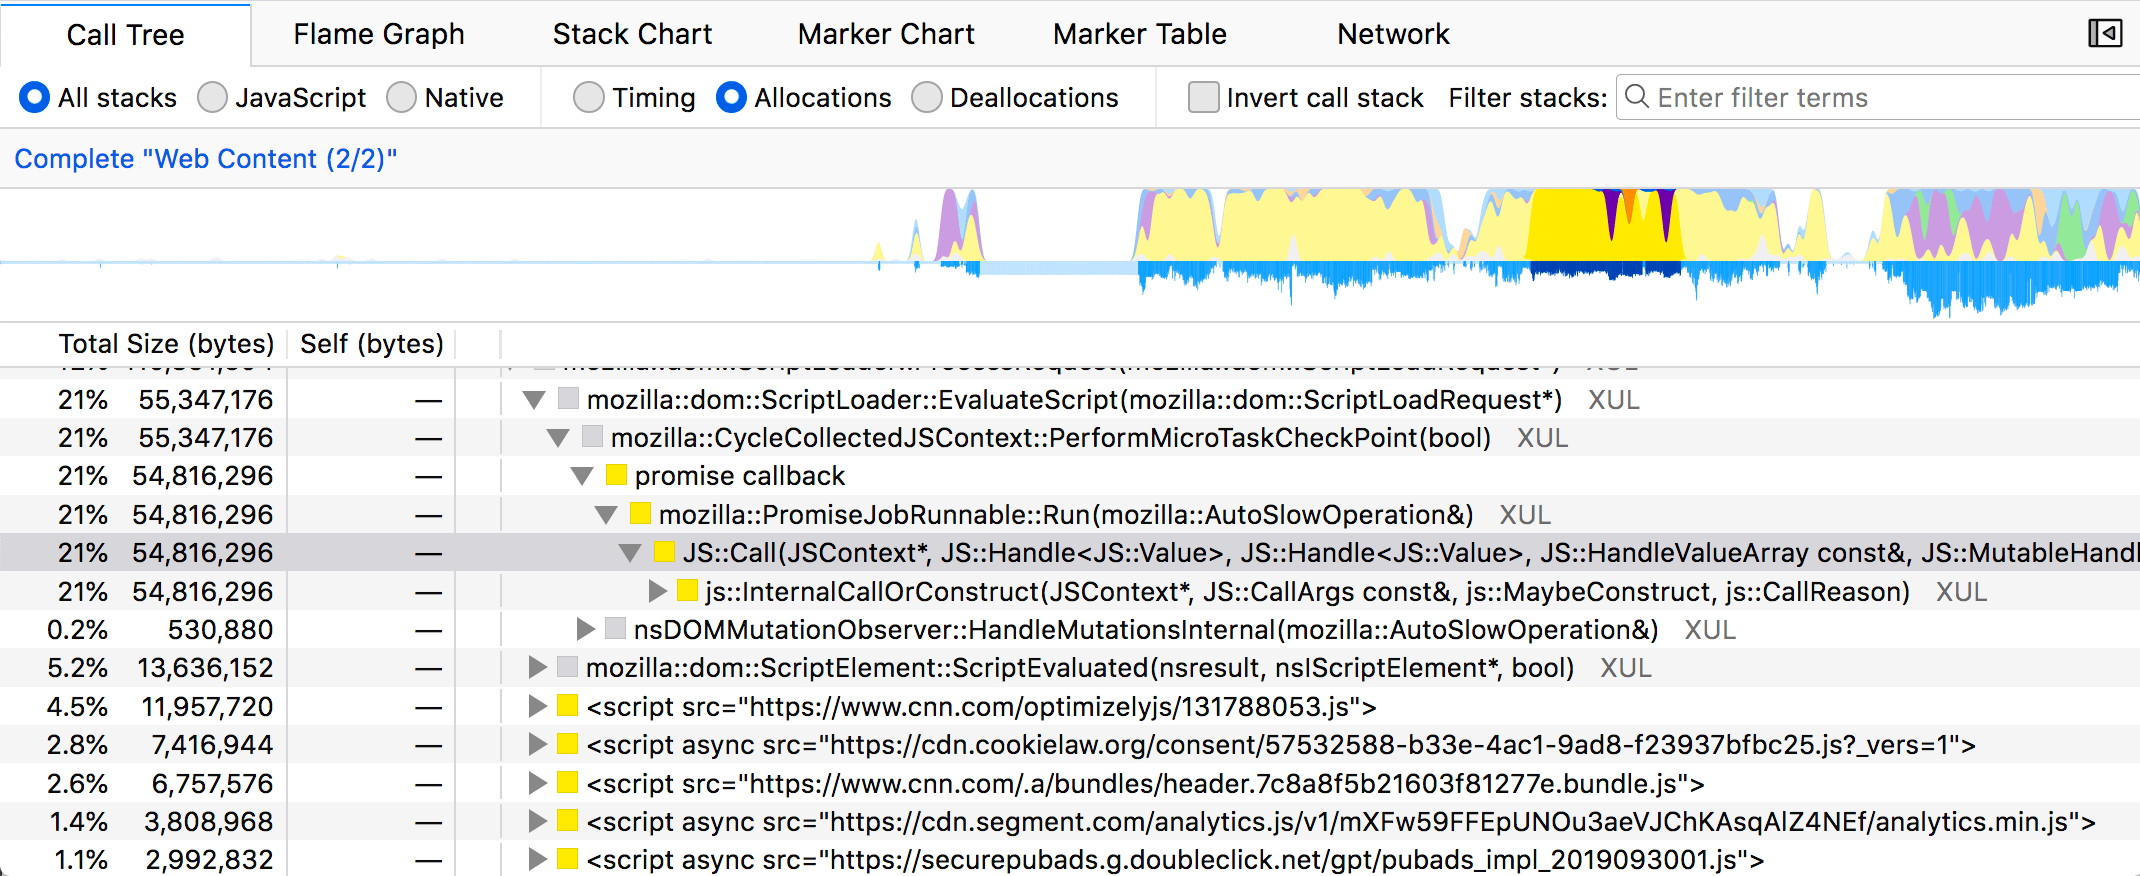 Call Tree Flame Graph Stack Chart Marker Chart Marker Table Network
All stacks JavaScript Native Timing Allocations Deallocations Invert call stack Filter stacks: Enter filter terms
Complete "Web Content (2/2)"
Total Size (bytes) Self (bytes)
21% 55,347,176 — mozilla::dom::ScriptLoader::EvaluateScript(mozilla::dom::ScriptLoadRequest*) XUL
21% 55,347,176 — mozilla::CycleCollectedJSContext::PerformMicroTaskCheckPoint(bool) XUL
21% 54,816,296 — promise callback
21% 54,816,296 — mozilla::PromiseJobRunnable::Run(mozilla::AutoSlowOperation&) XUL
21% 54,816,296 — JS::Call(JSContext*, JS::Handle<JS::Value>, JS::Handle<JS::Value>, JS::HandleValueArray const&, JS::MutableHandl
21% 54,816,296 — js::InternalCallOrConstruct(JSContext*, JS::CallArgs const&, js::MaybeConstruct, js::CallReason) XUL
0.2% 530,880 — nsDOMMutationObserver::HandleMutationsInternal(mozilla::AutoSlowOperation&) XUL
5.2% 13,636,152 — mozilla::dom::ScriptElement::ScriptEvaluated(nsresult, nsIScriptElement*, bool) XUL
4.5% 11,957,720 — <script src="https://www.cnn.com/optimizelyjs/131788053.js">
2.8% 7,416,944 — <script async src="https://cdn.cookielaw.org/consent/57532588-b33e-4ac1-9ad8-f23937bfbc25.js?_vers=1">
2.6% 6,757,576 — <script src="https://www.cnn.com/.a/bundles/header.7c8a8f5b21603f81277e.bundle.js">
1.4% 3,808,968 — <script async src="https://cdn.segment.com/analytics.js/v1/mXFw59FFEpUNOu3aeVJChKAsqAlZ4NEf/analytics.min.js">
1.1% 2,992,832 — <script async src="https://securepubads.g.doubleclick.net/gpt/pubads_impl_2019093001.js">